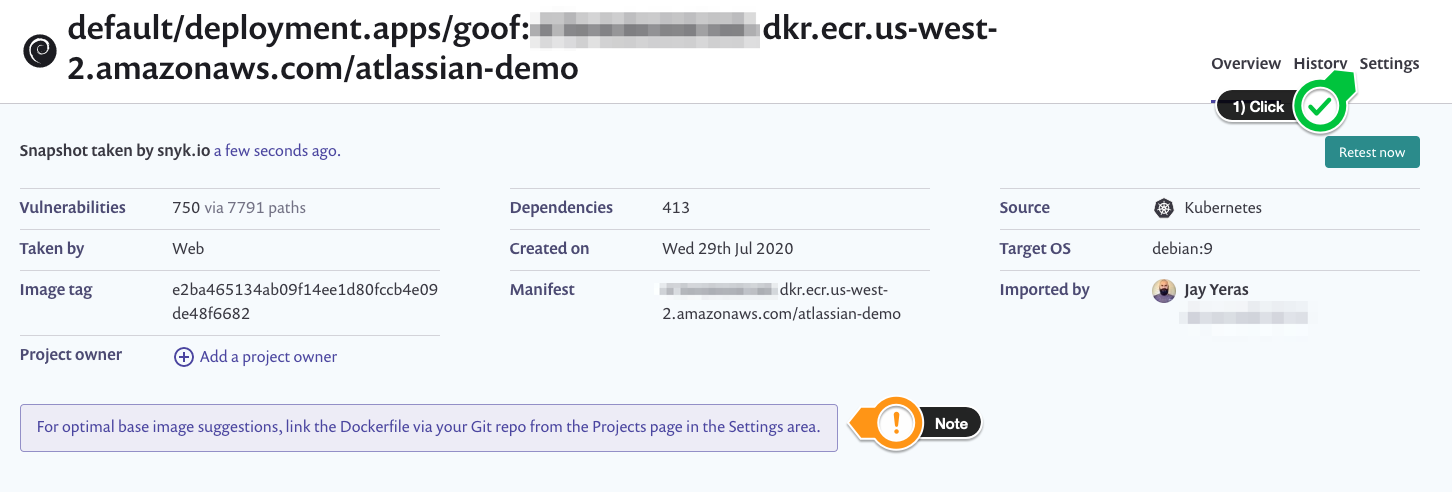 default/deployment.apps/goof: dkr.ecr.us-west-
2.amazonaws.com/atlassian-demo
Overview History Settings
1) Click
Snapshot taken by snyk.io a few seconds ago.
Retest now
Vulnerabilities 750 via 7791 paths
Dependencies 413
Source Kubernetes
Taken by Web
Created on Wed 29th Jul 2020
Target OS debian:9
Image tag e2ba465134ab09f14ee1d80fccb4e09
de48f6682
Manifest dkr.ecr.us-west-
2.amazonaws.com/atlassian-demo
Imported by Jay Yeras
Project owner Add a project owner
For optimal base image suggestions, link the Dockerfile via your Git repo from the Projects page in the Settings area.
! Note